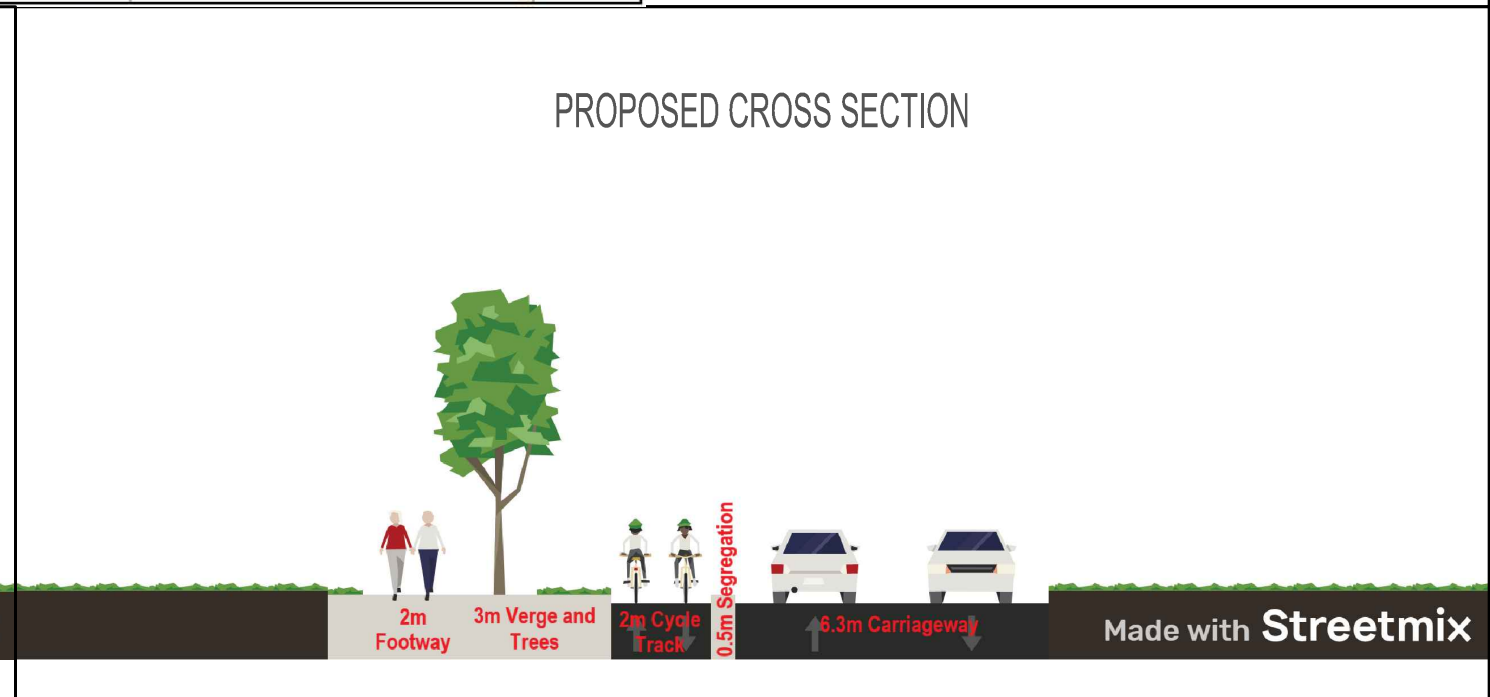 PROPOSED CROSS SECTION
2m
Footway
3m Verge and
Trees
2m Cycle
Track
0.5m Segregation
6.3m Carriageway
Made with Streetmix